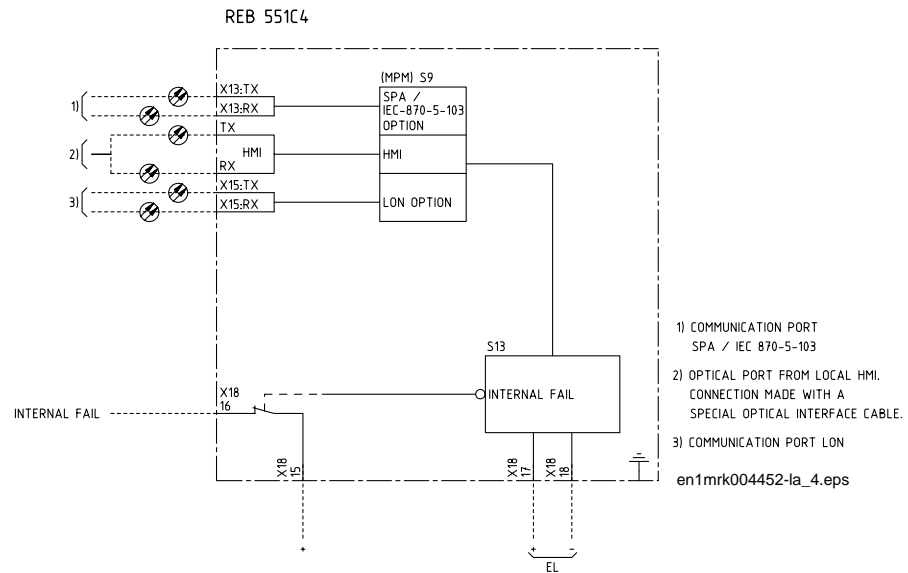 REB 551C4
(MPM) S9
X13:TX
X13:RX
1)
SPA /
IEC-870-5-103
OPTION
TX
2)
HMI
HMI
RX
X15:TX
3)
X15:RX
LON OPTION
1) COMMUNICATION PORT
SPA / IEC 870-5-103
S13
2) OPTICAL PORT FROM LOCAL HMI.
CONNECTION MADE WITH A
SPECIAL OPTICAL INTERFACE CABLE.
X18
16
INTERNAL FAIL
INTERNAL FAIL
3) COMMUNICATION PORT LON
X18
15
X18
17
X18
18
en1mrk004452-la_4.eps
+
+
-
EL